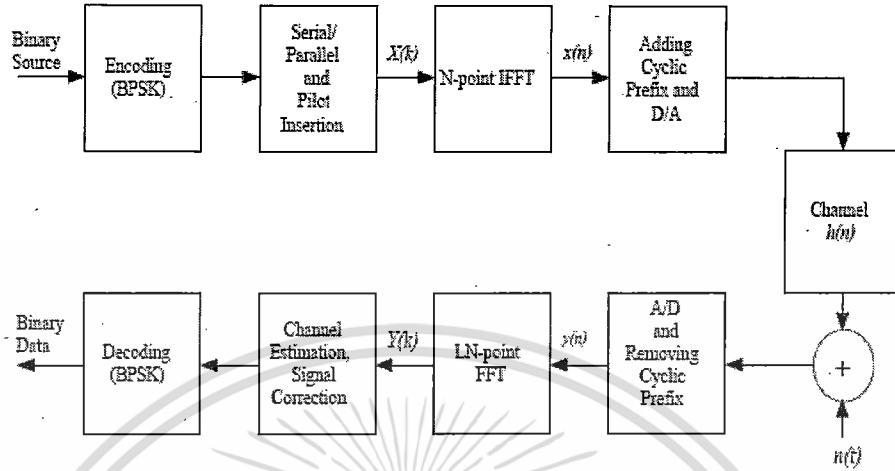 Binary
Source
Encoding
(BPSK)
Serial/
Parallel
and
Pilot
Insertion
X(k)
N-point IFFT
x(n)
Adding
Cyclic
Prefix and
D/A
Channel
h(n)
Binary
Data
Decoding
(BPSK)
Channel
Estimation,
Signal
Correction
Y(k)
LN-point
FFT
y(n)
A/D
and
Removing
Cyclic
Prefix
+
n(t)